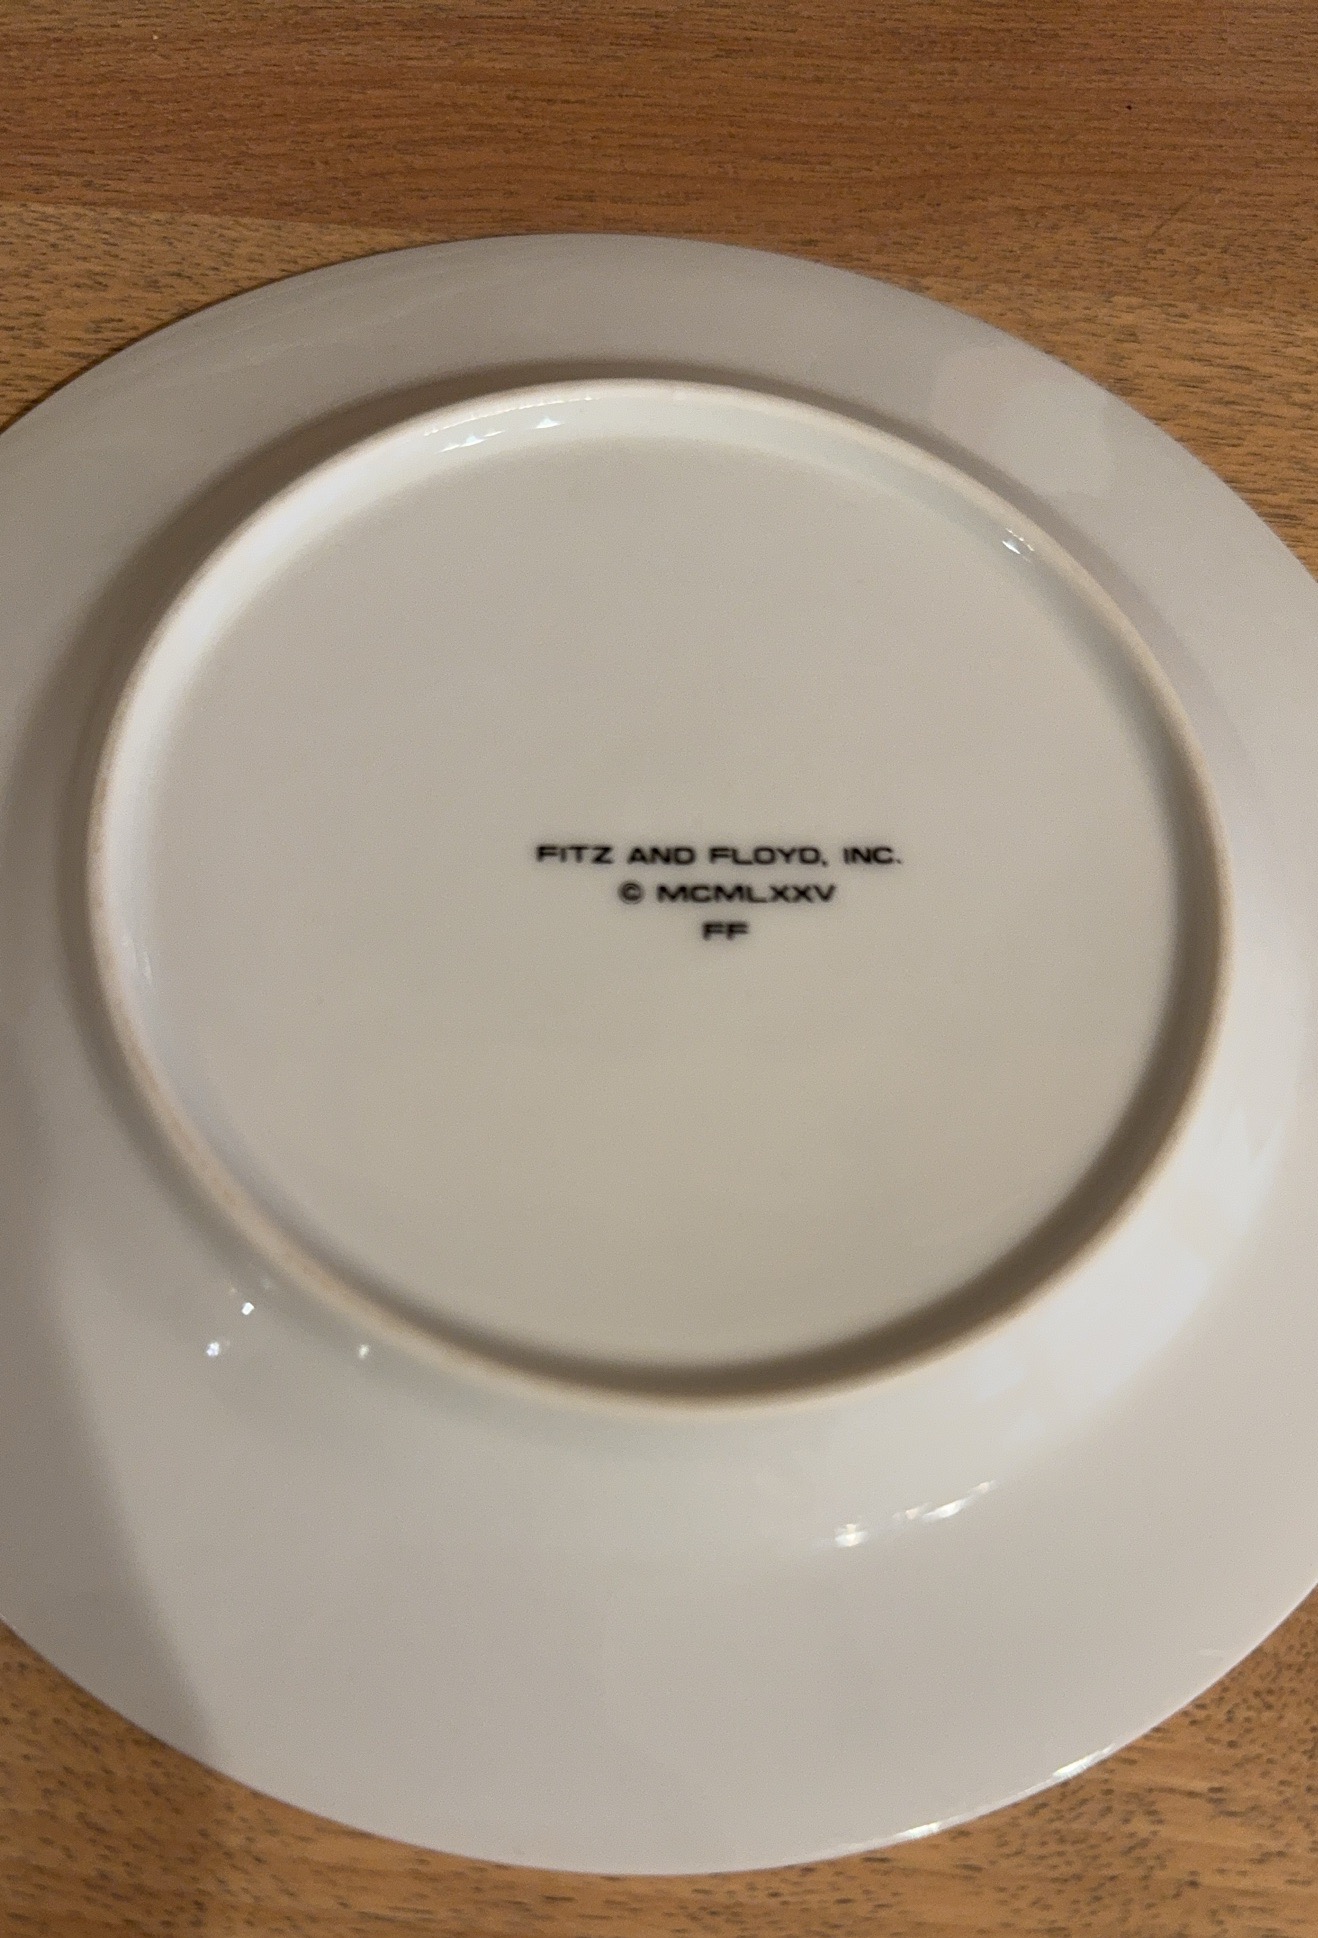 FITZ AND FLOYD, INC.
© MCMLXXV
FF